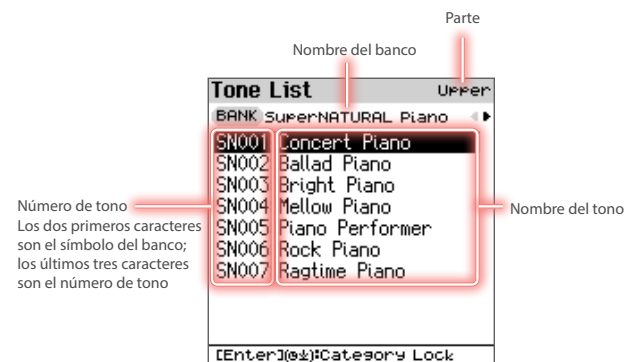 Parte
Nombre del banco
Tone List Upper
BANK SuperNATURAL Piano
SN001 Concert Piano
SN002 Ballad Piano
SN003 Bright Piano
SN004 Mellow Piano
SN005 Piano Performer
SN006 Rock Piano
SN007 Ragtime Piano
Número de tono
Los dos primeros caracteres
son el símbolo del banco;
los últimos tres caracteres
son el número de tono
Nombre del tono
[Enter]:Category Lock